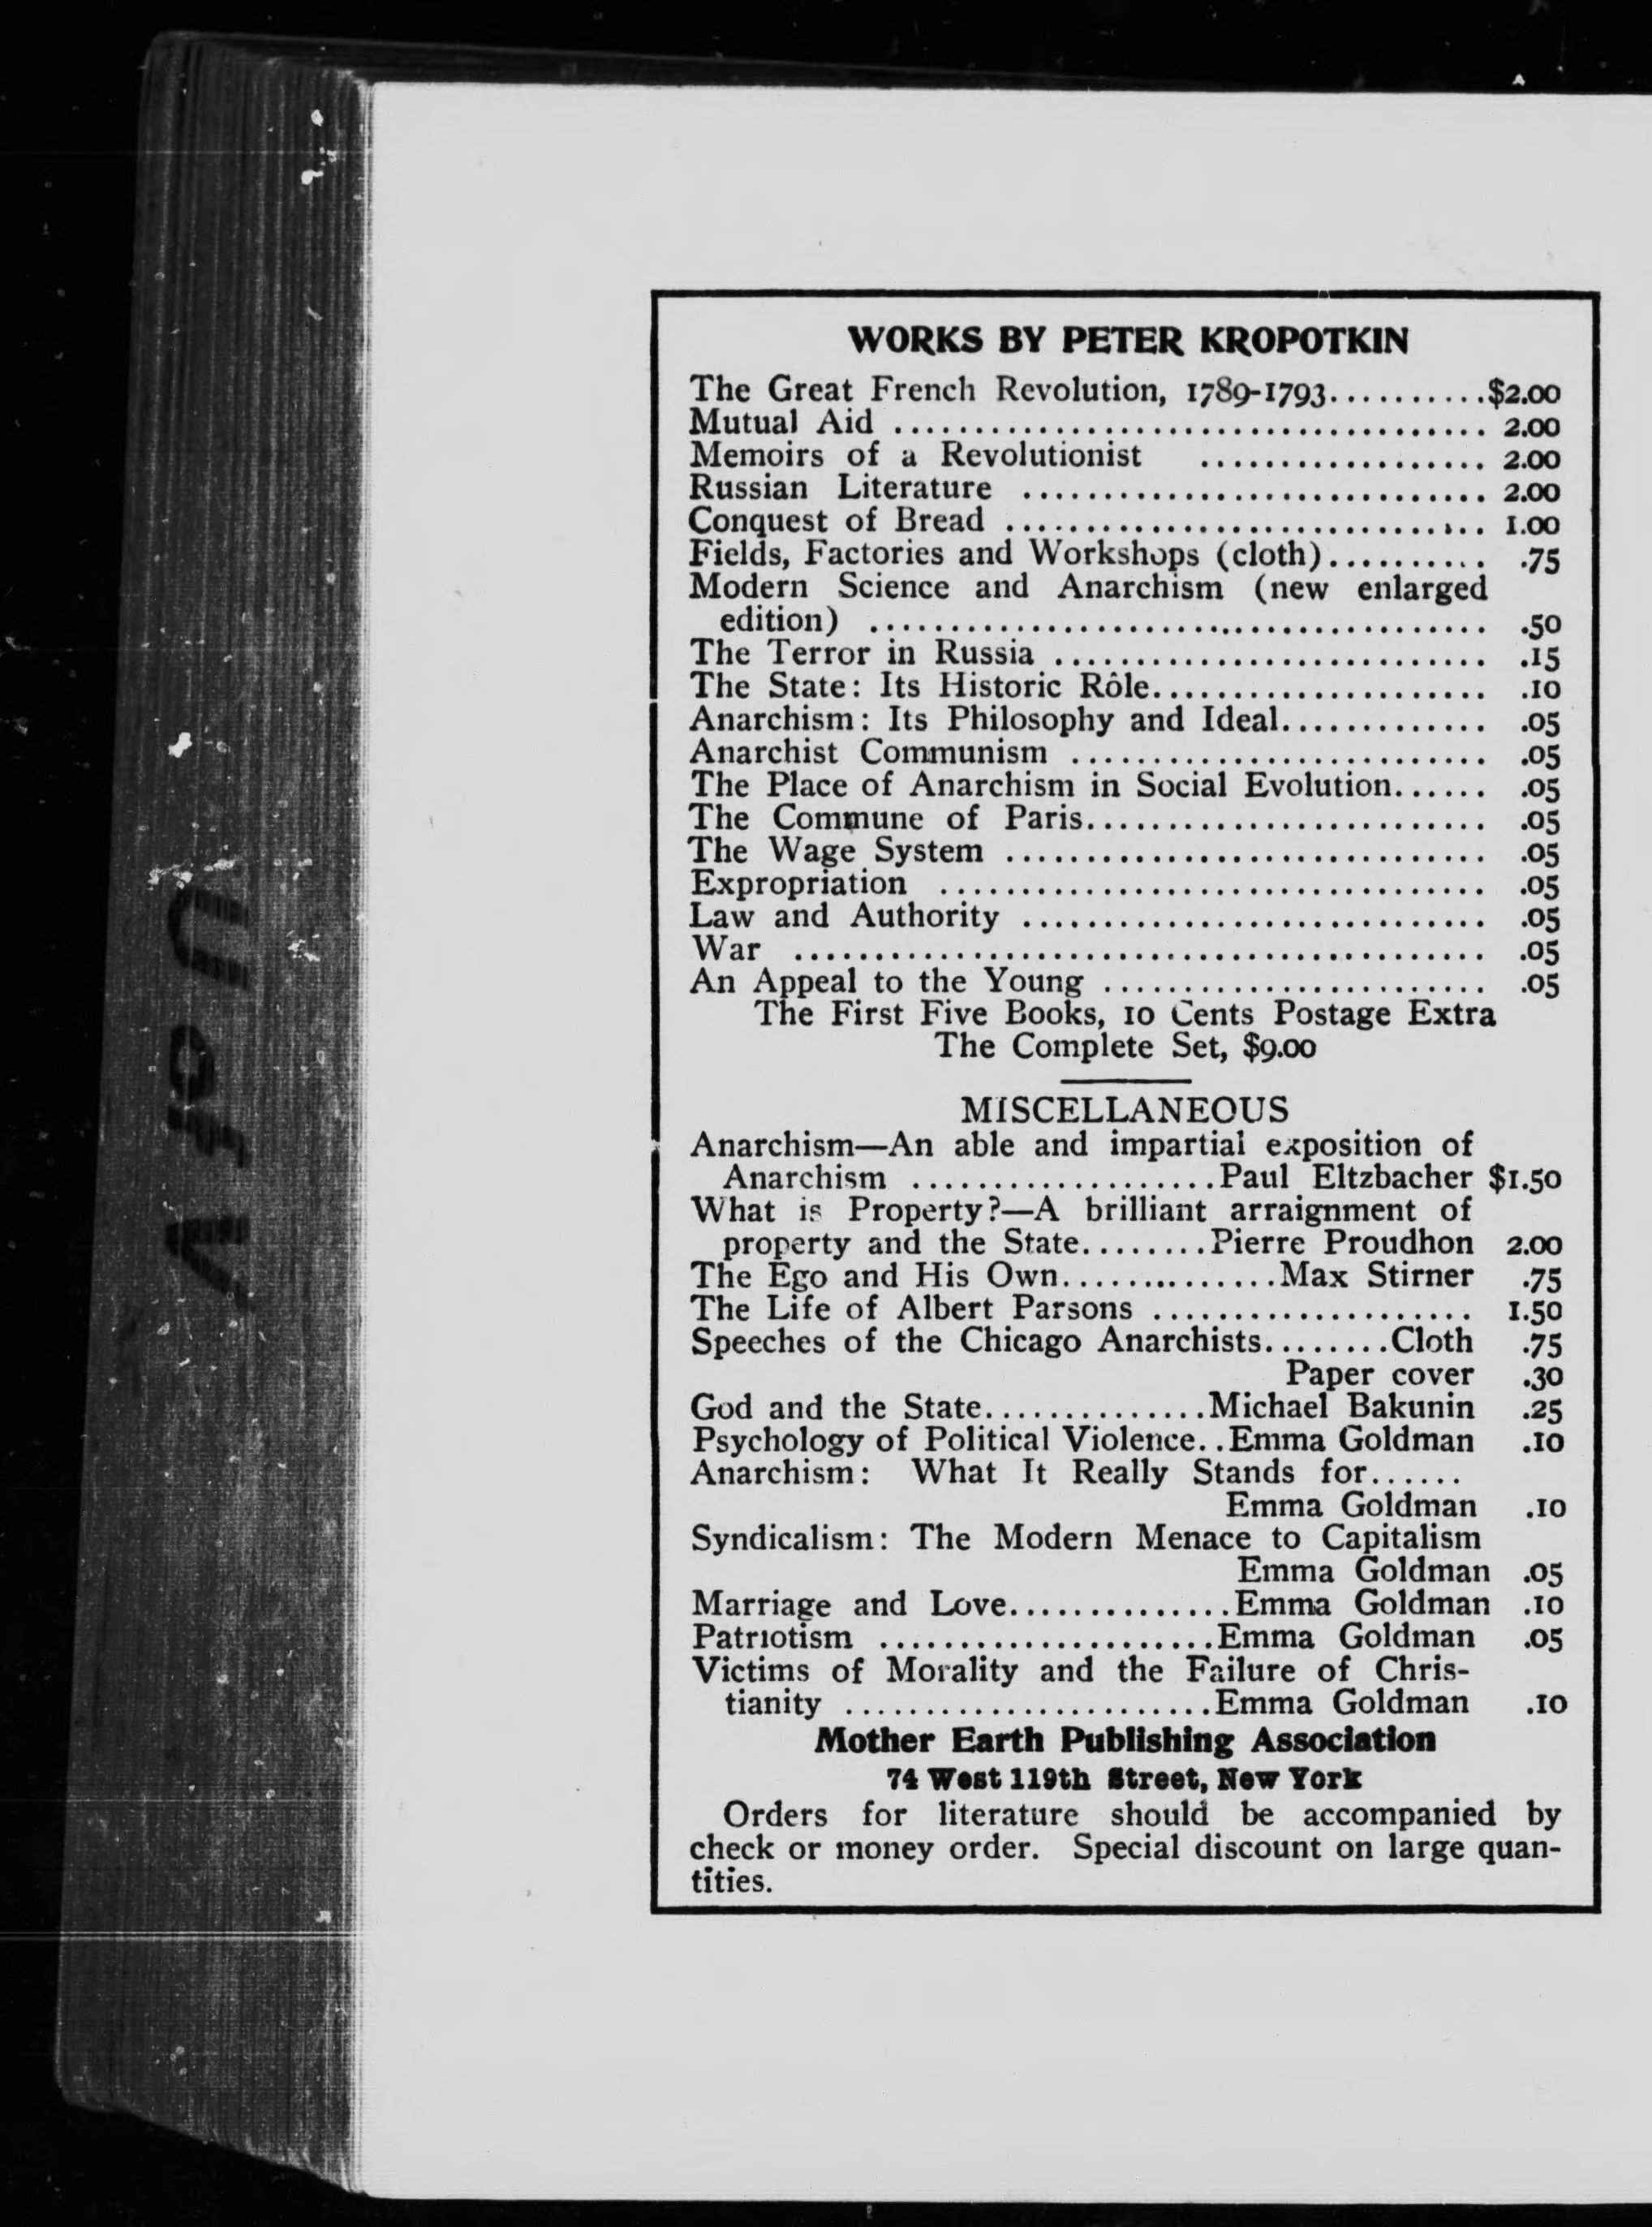 WORKS BY PETER KROPOTKIN
The Great French Revolution, 1789-1793..........$2.00
Mutual Aid ..................................... 2.00
Memoirs of a Revolutionist .................. 2.00
Russian Literature ............................. 2.00
Conquest of Bread .............................. 1.00
Fields, Factories and Workshops (cloth).......... .75
Modern Science and Anarchism (new enlarged
edition) ....................................... .50
The Terror in Russia ........................... .15
The State: Its Historic Rôle..................... .10
Anarchism: Its Philosophy and Ideal............. .05
Anarchist Communism .......................... .05
The Place of Anarchism in Social Evolution...... .05
The Commune of Paris......................... .05
The Wage System .............................. .05
Expropriation .................................. .05
Law and Authority ............................. .05
War ........................................... .05
An Appeal to the Young ........................ .05
The First Five Books, 10 Cents Postage Extra
The Complete Set, $9.00
MISCELLANEOUS
Anarchism—An able and impartial exposition of
Anarchism ...................Paul Eltzbacher $1.50
What is Property?—A brilliant arraignment of
property and the State........Pierre Proudhon 2.00
The Ego and His Own..............Max Stirner .75
The Life of Albert Parsons .................... 1.50
Speeches of the Chicago Anarchists........Cloth .75
Paper cover .30
God and the State..............Michael Bakunin .25
Psychology of Political Violence..Emma Goldman .10
Anarchism: What It Really Stands for......
Emma Goldman .10
Syndicalism: The Modern Menace to Capitalism
Emma Goldman .05
Marriage and Love..............Emma Goldman .10
Patriotism .....................Emma Goldman .05
Victims of Morality and the Failure of Chris-
tianity .......................Emma Goldman .10
Mother Earth Publishing Association
74 West 119th Street, New York
Orders for literature should be accompanied by
check or money order. Special discount on large quan-
tities.